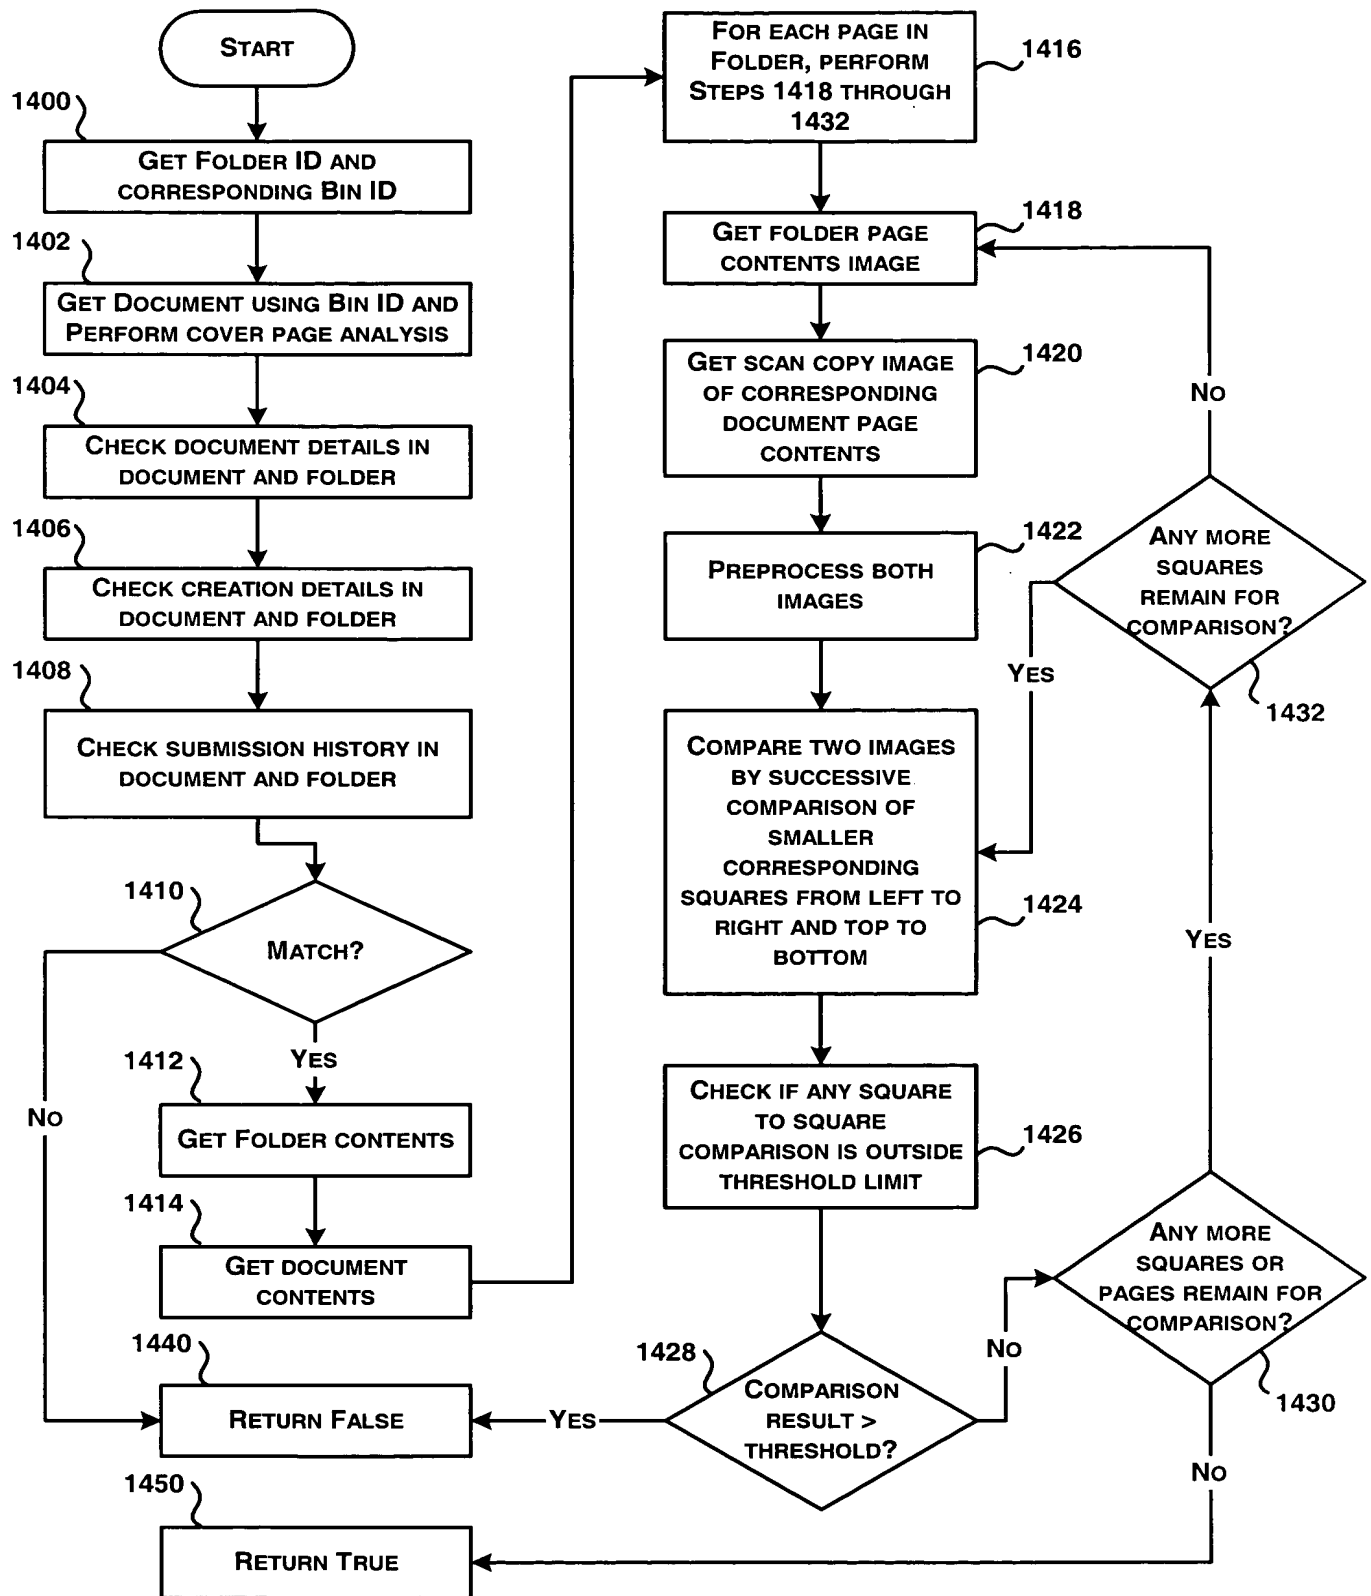 START
1400
GET FOLDER ID AND
CORRESPONDING BIN ID
1402
GET DOCUMENT USING BIN ID AND
PERFORM COVER PAGE ANALYSIS
1404
CHECK DOCUMENT DETAILS IN
DOCUMENT AND FOLDER
1406
CHECK CREATION DETAILS IN
DOCUMENT AND FOLDER
1408
CHECK SUBMISSION HISTORY IN
DOCUMENT AND FOLDER
1410
MATCH?
NO
YES
1412
GET FOLDER CONTENTS
1414
GET DOCUMENT
CONTENTS
1440
RETURN FALSE
1450
RETURN TRUE
FOR EACH PAGE IN
FOLDER, PERFORM
STEPS 1418 THROUGH
1432
1416
GET FOLDER PAGE
CONTENTS IMAGE
1418
GET SCAN COPY IMAGE
OF CORRESPONDING
DOCUMENT PAGE
CONTENTS
1420
PREPROCESS BOTH
IMAGES
1422
COMPARE TWO IMAGES
BY SUCCESSIVE
COMPARISON OF
SMALLER
CORRESPONDING
SQUARES FROM LEFT TO
RIGHT AND TOP TO
BOTTOM
1424
CHECK IF ANY SQUARE
TO SQUARE
COMPARISON IS OUTSIDE
THRESHOLD LIMIT
1426
1428
COMPARISON
RESULT >
THRESHOLD?
YES
NO
ANY MORE
SQUARES OR
PAGES REMAIN FOR
COMPARISON?
1430
NO
YES
ANY MORE
SQUARES
REMAIN FOR
COMPARISON?
1432
YES
NO